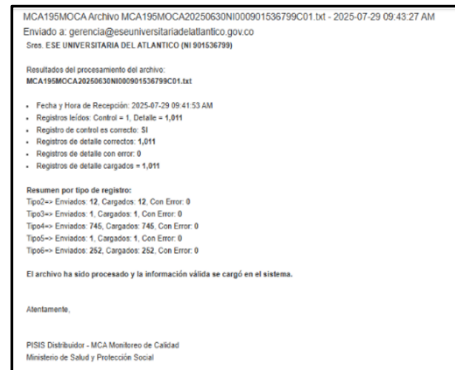 MCA195MOCA Archivo MCA195MOCA20250630NI000901536799C01.txt - 2025-07-29 09:43:27 AM
Enviado a: gerencia@eseuniversitariadelatlantico.gov.co
Sres. ESE UNIVERSITARIA DEL ATLANTICO (NI 901536799)
Resultados del procesamiento del archivo:
MCA195MOCA20250630NI000901536799C01.txt
• Fecha y Hora de Recepción: 2025-07-29 09:41:53 AM
• Registros leídos: Control = 1, Detalle = 1,011
• Registro de control es correcto: SI
• Registros de detalle correctos: 1,011
• Registros de detalle con error: 0
• Registros de detalle cargados = 1,011
Resumen por tipo de registro:
Tipo2=> Enviados: 12, Cargados: 12, Con Error: 0
Tipo3=> Enviados: 1, Cargados: 1, Con Error: 0
Tipo4=> Enviados: 745, Cargados: 745, Con Error: 0
Tipo5=> Enviados: 1, Cargados: 1, Con Error: 0
Tipo6=> Enviados: 252, Cargados: 252, Con Error: 0
El archivo ha sido procesado y la información válida se cargó en el sistema.
Atentamente,
PISIS Distribuidor - MCA Monitoreo de Calidad
Ministerio de Salud y Protección Social